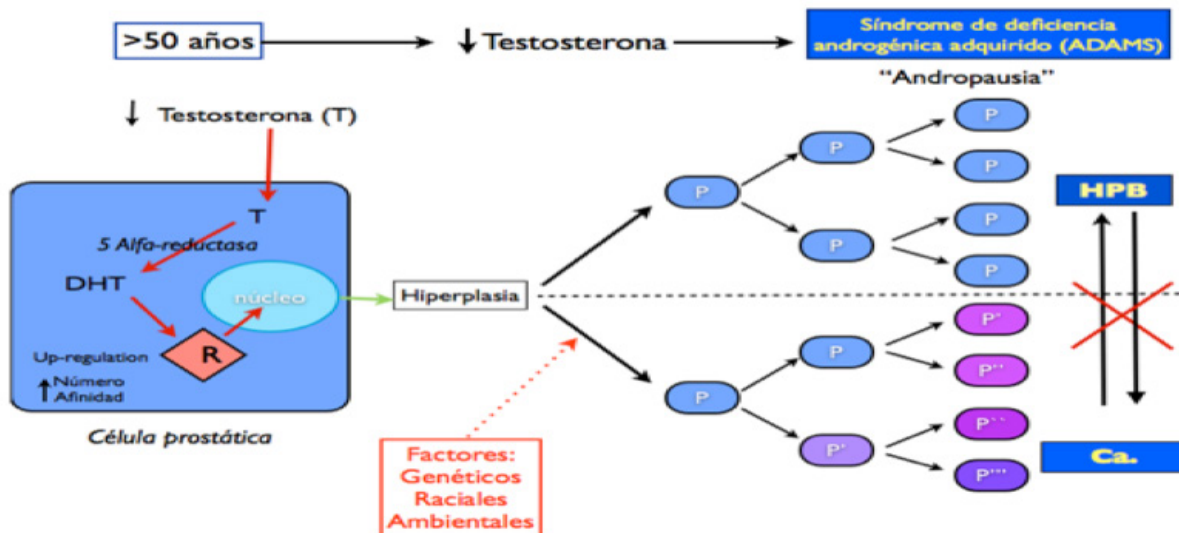 >50 años
↓ Testosterona
Síndrome de deficiencia
androgénica adquirido (ADAMS)
"Andropausia"
↓ Testosterona (T)
T
5 Alfa-reductasa
DHT
núcleo
R
Up-regulation
↑ Número
Afinidad
Célula prostática
Hiperplasia
Factores:
Genéticos
Raciales
Ambientales
P
P
P
P
P
P
P
P
P
P'
P'
P''
P``
P'''
HPB
Ca.